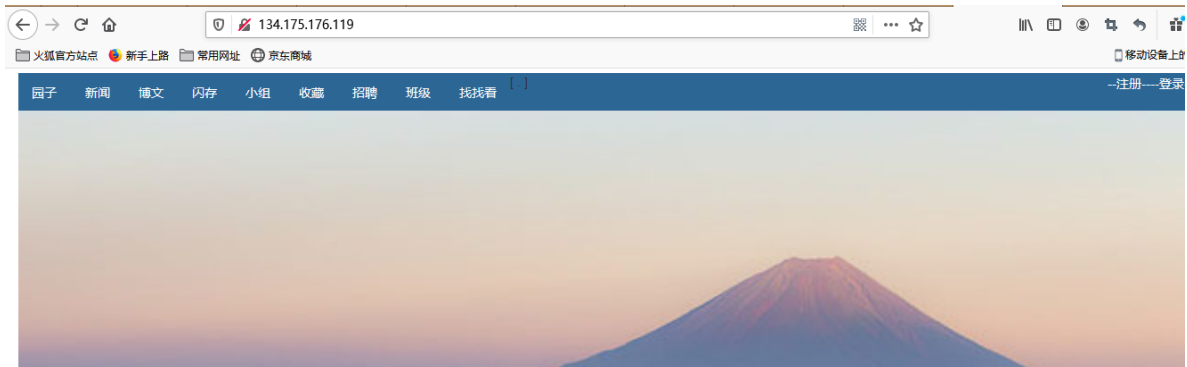 134.175.176.119
火狐官方站点 新手上路 常用网址 京东商城 移动设备上的
园子 新闻 博文 闪存 小组 收藏 招聘 班级 找找看 [ . ] --注册----登录